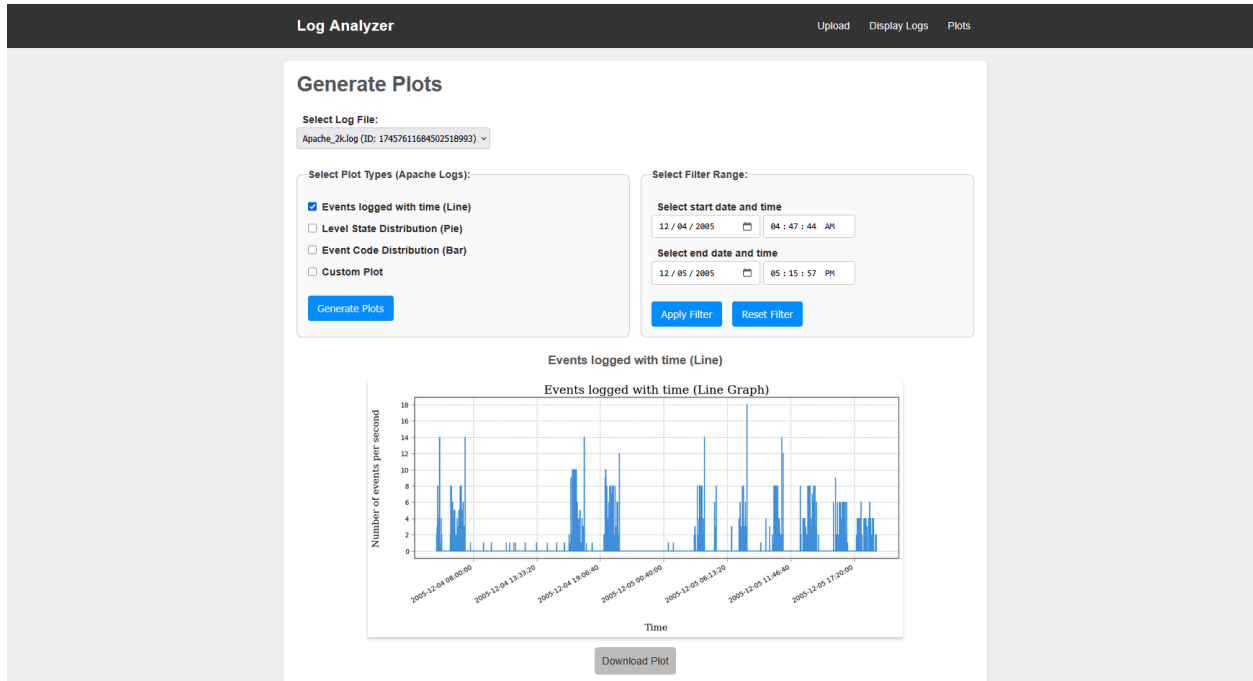 Log Analyzer
Upload Display Logs Plots
Generate Plots
Select Log File:
Apache_2k.log (ID: 17457611684502518993)
Select Plot Types (Apache Logs):
Events logged with time (Line)
Level State Distribution (Pie)
Event Code Distribution (Bar)
Custom Plot
Generate Plots
Select Filter Range:
Select start date and time
12/04/2005 04:47:44 AM
Select end date and time
12/05/2005 05:15:57 PM
Apply Filter Reset Filter
Events logged with time (Line)
Events logged with time (Line Graph)
Number of events per second
18
16
14
12
10
8
6
4
2
0
2005-12-04 08:00:00
2005-12-04 13:33:20
2005-12-04 19:06:40
2005-12-05 00:40:00
2005-12-05 06:13:20
2005-12-05 11:46:40
2005-12-05 17:20:00
Time
Download Plot